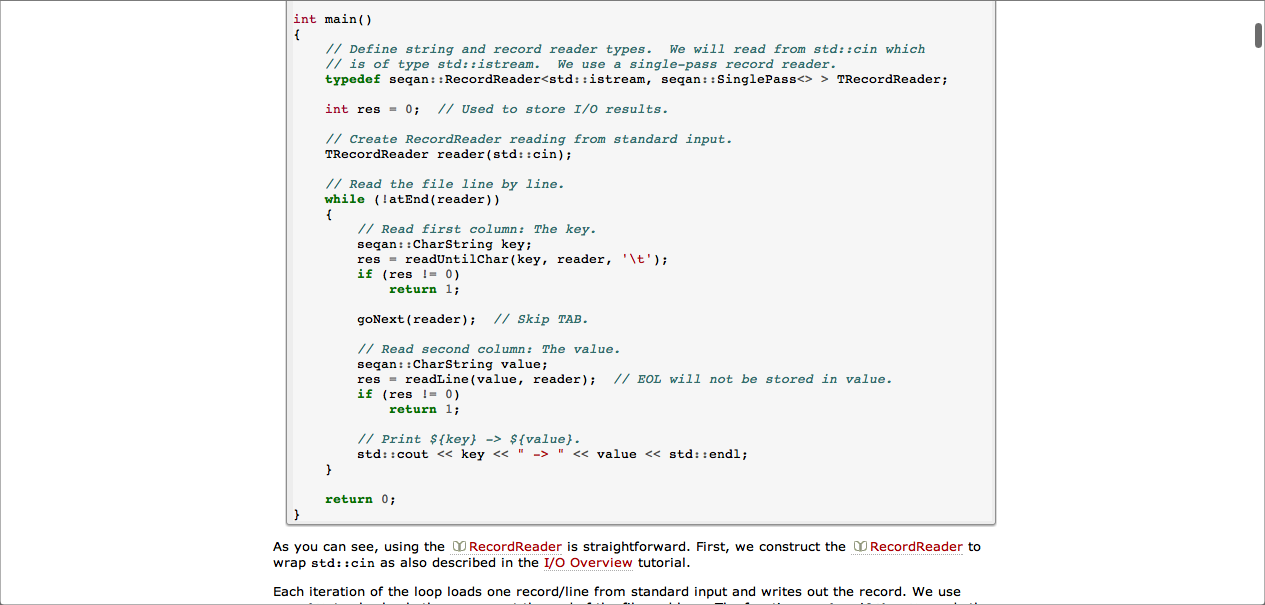 int main()
{
    // Define string and record reader types.  We will read from std::cin which
    // is of type std::istream.  We use a single-pass record reader.
    typedef seqan::RecordReader<std::istream, seqan::SinglePass<> > TRecordReader;
    int res = 0;  // Used to store I/O results.
    // Create RecordReader reading from standard input.
    TRecordReader reader(std::cin);
    // Read the file line by line.
    while (!atEnd(reader))
    {
        // Read first column: The key.
        seqan::CharString key;
        res = readUntilChar(key, reader, '\t');
        if (res != 0)
            return 1;
        goNext(reader);  // Skip TAB.
        // Read second column: The value.
        seqan::CharString value;
        res = readLine(value, reader);  // EOL will not be stored in value.
        if (res != 0)
            return 1;
        // Print ${key} -> ${value}.
        std::cout << key << " -> " << value << std::endl;
    }
    return 0;
}
As you can see, using the RecordReader is straightforward. First, we construct the RecordReader to
wrap std::cin as also described in the I/O Overview tutorial.
Each iteration of the loop loads one record/line from standard input and writes out the record. We use